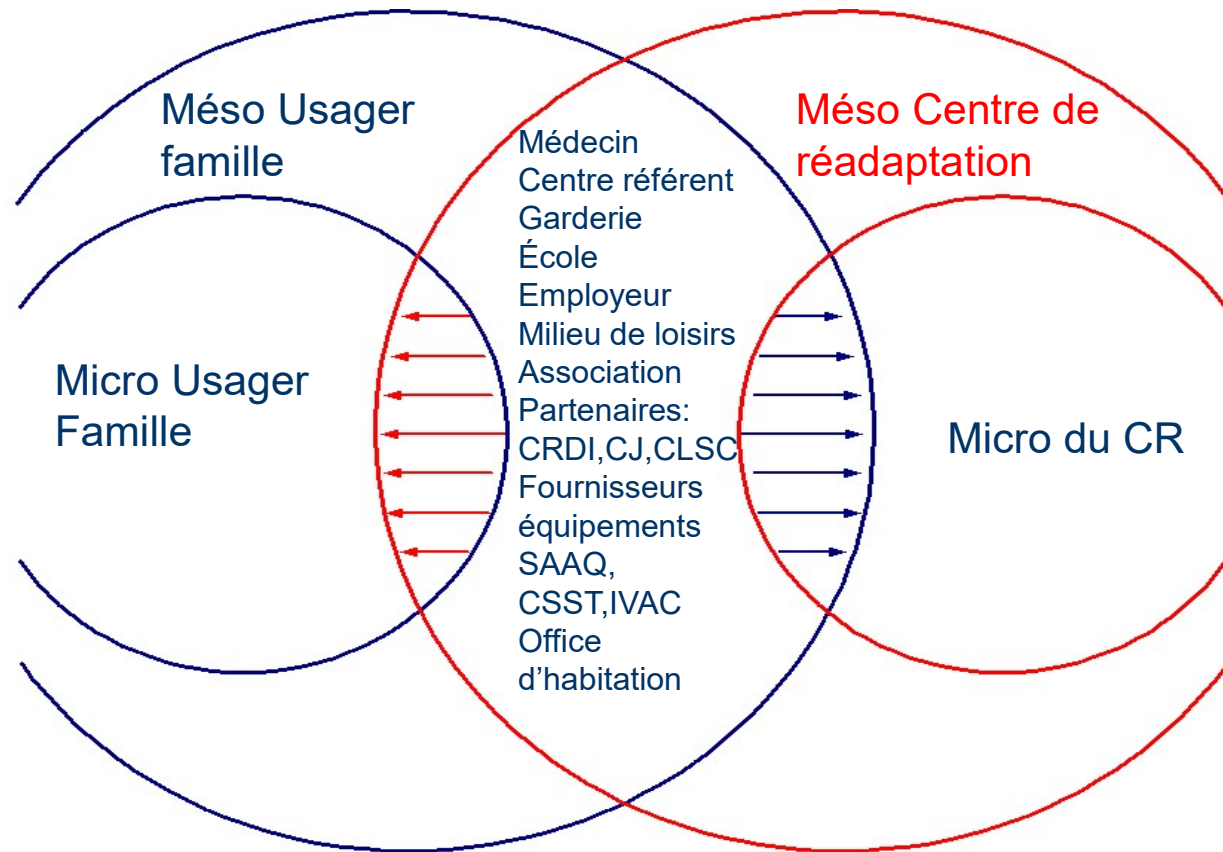 Méso Usager
famille
Micro Usager
Famille
Médecin
Centre référent
Garderie
École
Employeur
Milieu de loisirs
Association
Partenaires:
CRDI,CJ,CLSC
Fournisseurs
équipements
SAAQ,
CSST,IVAC
Office
d’habitation
Méso Centre de
réadaptation
Micro du CR